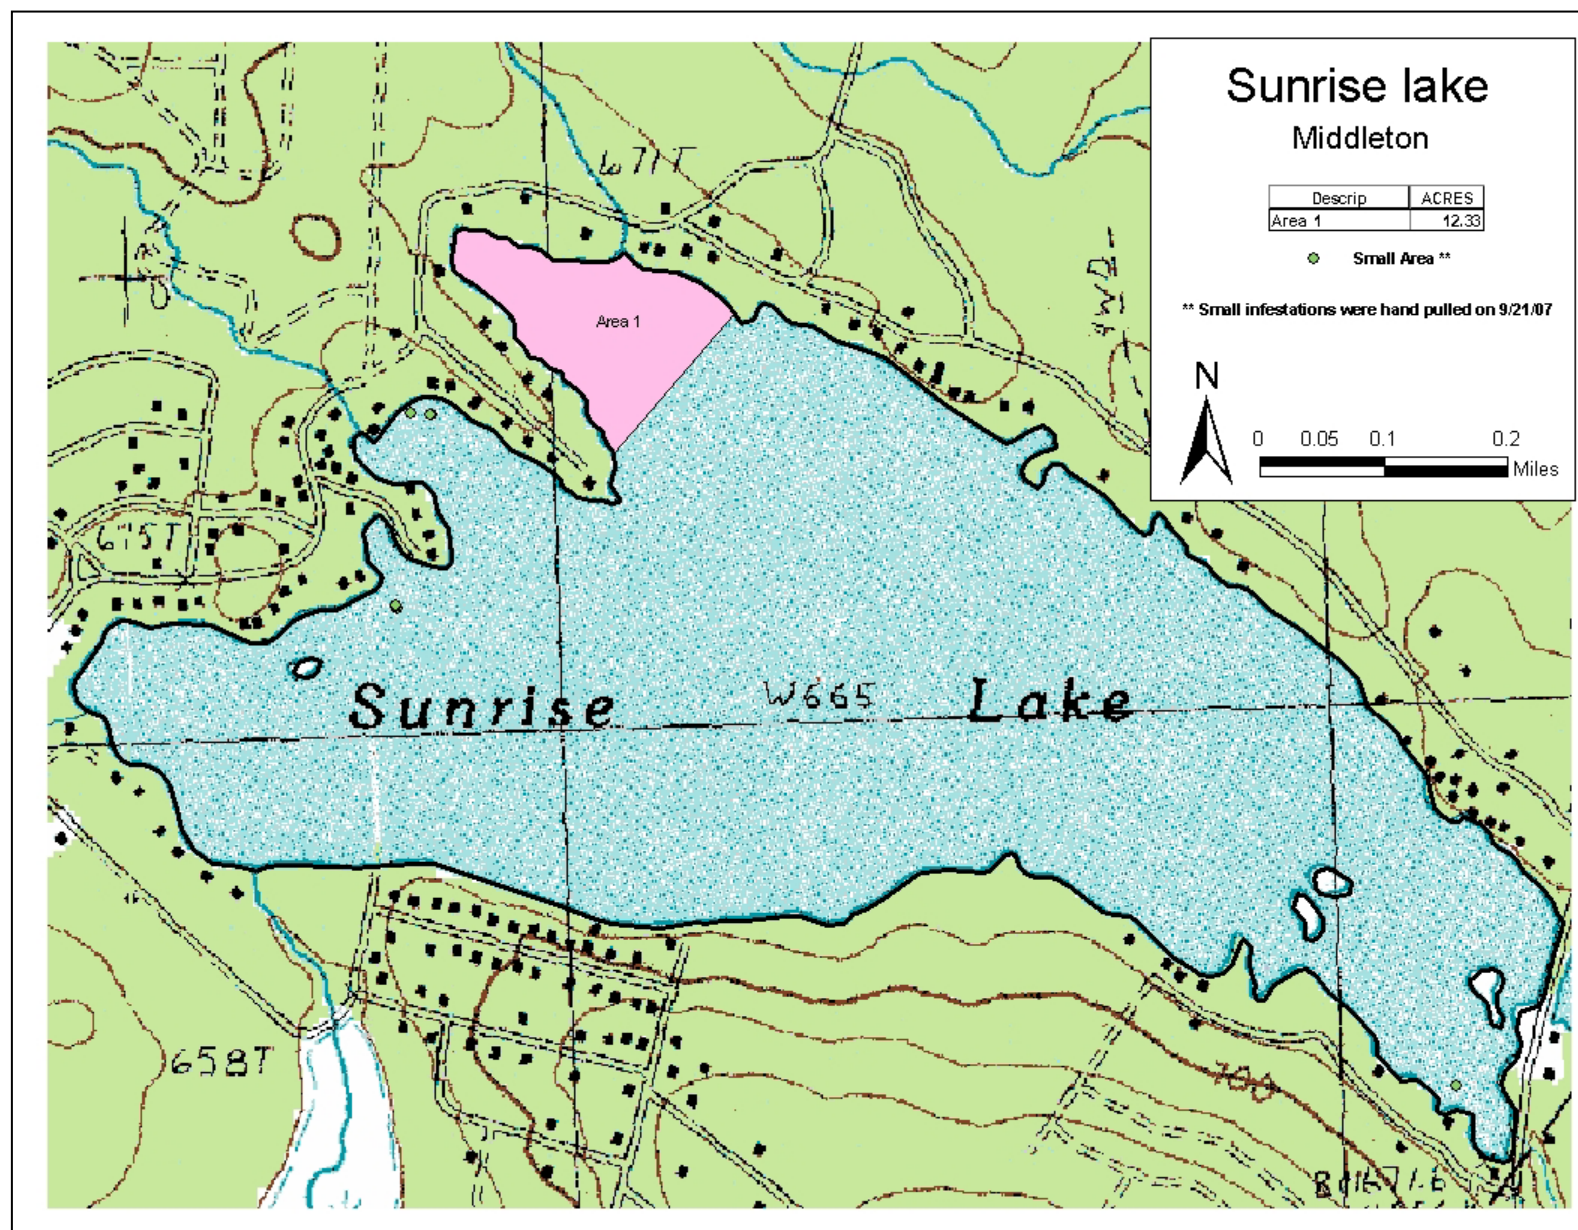 Sunrise lake
Middleton
Descrip ACRES
Area 1 12.33
Small Area **
** Small infestations were hand pulled on 9/21/07
N
0 0.05 0.1 0.2
Miles
671T
Area 1
675T
Sunrise W665 Lake
658T
700